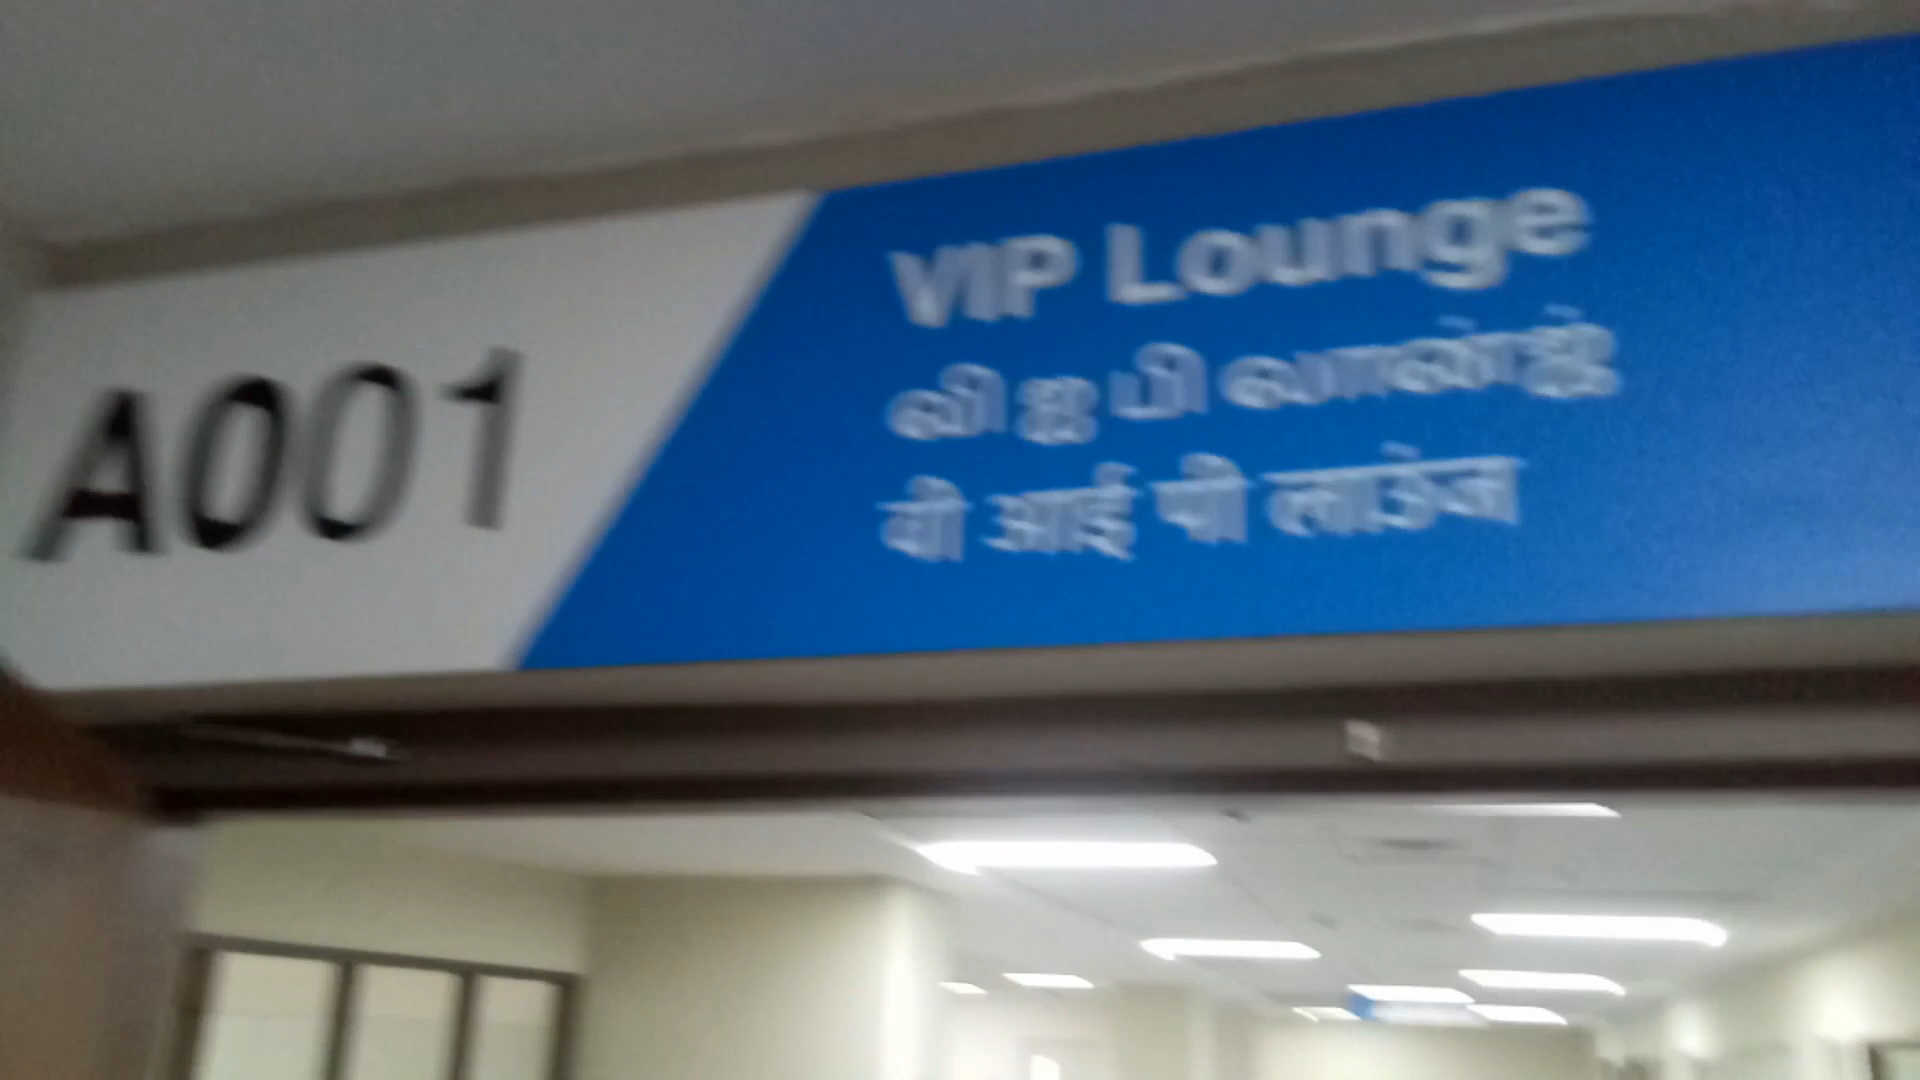 A001
VIP Lounge
வி ஐ பி லாண்ஜ்
वी आई पी लाउंज